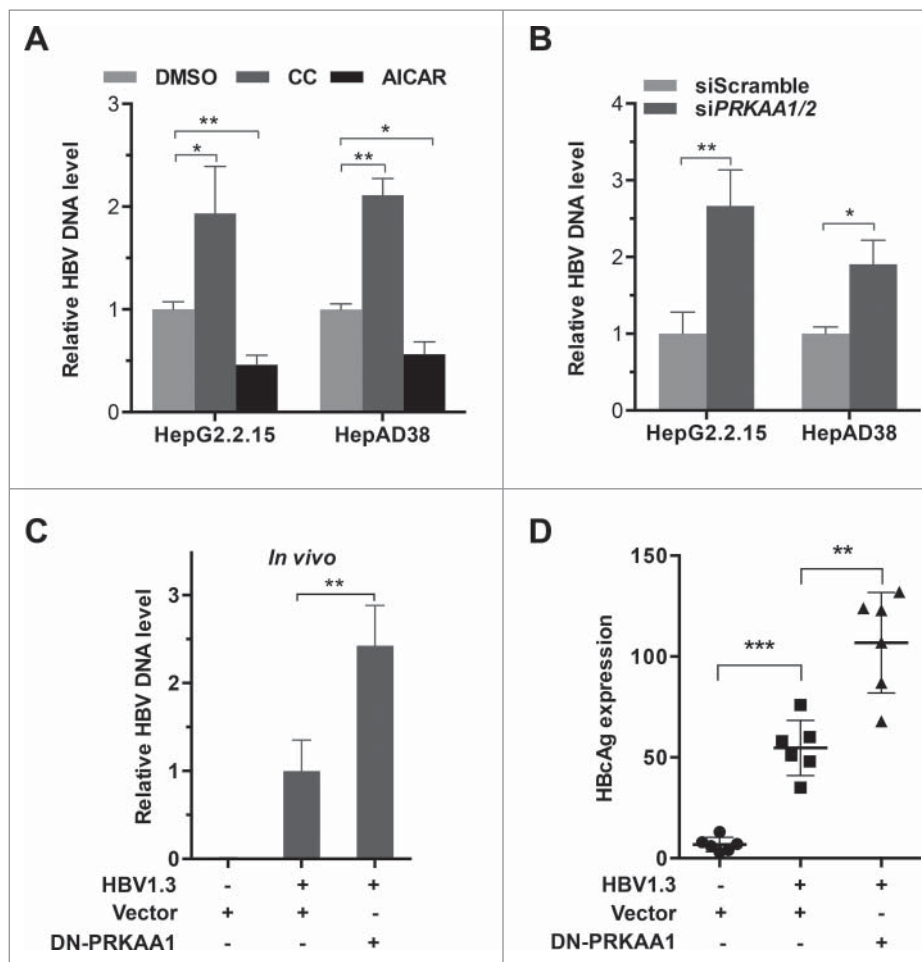 A
DMSO CC AICAR
Relative HBV DNA level
3
2
1
0
**
*
*
**
HepG2.2.15 HepAD38
B
siScramble
siPRKAA1/2
Relative HBV DNA level
4
3
2
1
0
**
*
HepG2.2.15 HepAD38
C
In vivo
Relative HBV DNA level
3
2
1
0
**
HBV1.3 - + +
Vector + + -
DN-PRKAA1 - - +
D
HBcAg expression
150
100
50
0
***
**
HBV1.3 - + +
Vector + + -
DN-PRKAA1 - - +